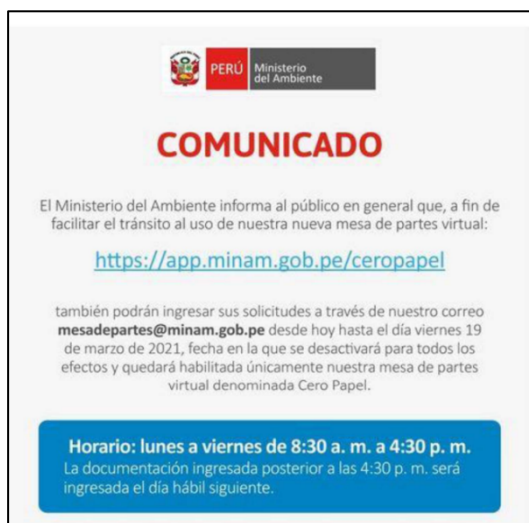 PERÚ
Ministerio
del Ambiente
COMUNICADO
El Ministerio del Ambiente informa al público en general que, a fin de
facilitar el tránsito al uso de nuestra nueva mesa de partes virtual:
https://app.minam.gob.pe/ceropapel
también podrán ingresar sus solicitudes a través de nuestro correo
mesadepartes@minam.gob.pe desde hoy hasta el día viernes 19
de marzo de 2021, fecha en la que se desactivará para todos los
efectos y quedará habilitada únicamente nuestra mesa de partes
virtual denominada Cero Papel.
Horario: lunes a viernes de 8:30 a. m. a 4:30 p. m.
La documentación ingresada posterior a las 4:30 p. m. será
ingresada el día hábil siguiente.